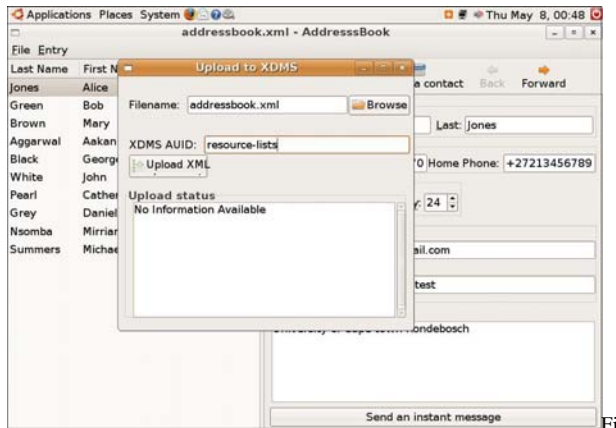 Applications Places System Thu May 8, 00:48
addressbook.xml - AddresssBook
File Entry
Last Name First N
Jones Alice
Green Bob
Brown Mary
Aggarwal Aakan
Black George
White John
Pearl Cather
Grey Daniel
Nsomba Mirriar
Summers Michae
Upload to XDMS
Filename: addressbook.xml Browse
XDMS AUID: resource-lists
Upload XML
Upload status
No Information Available
a contact Back Forward
Last: Jones
Home Phone: +27213456789
24
ail.com
test
ondebosch
Send an instant message